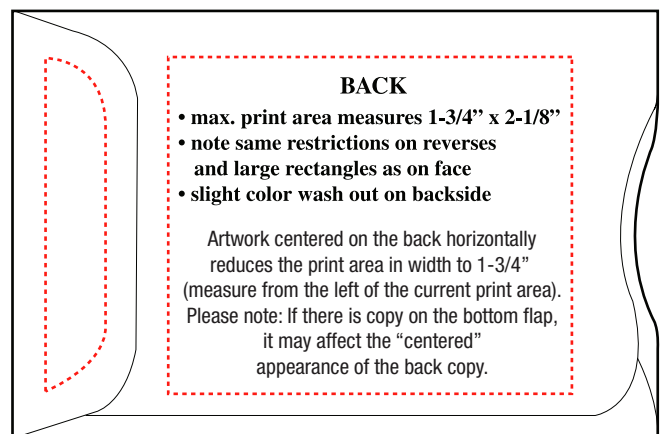 BACK
• max. print area measures 1-3/4” x 2-1/8”
• note same restrictions on reverses
and large rectangles as on face
• slight color wash out on backside
Artwork centered on the back horizontally
reduces the print area in width to 1-3/4”
(measure from the left of the current print area).
Please note: If there is copy on the bottom flap,
it may affect the “centered”
appearance of the back copy.